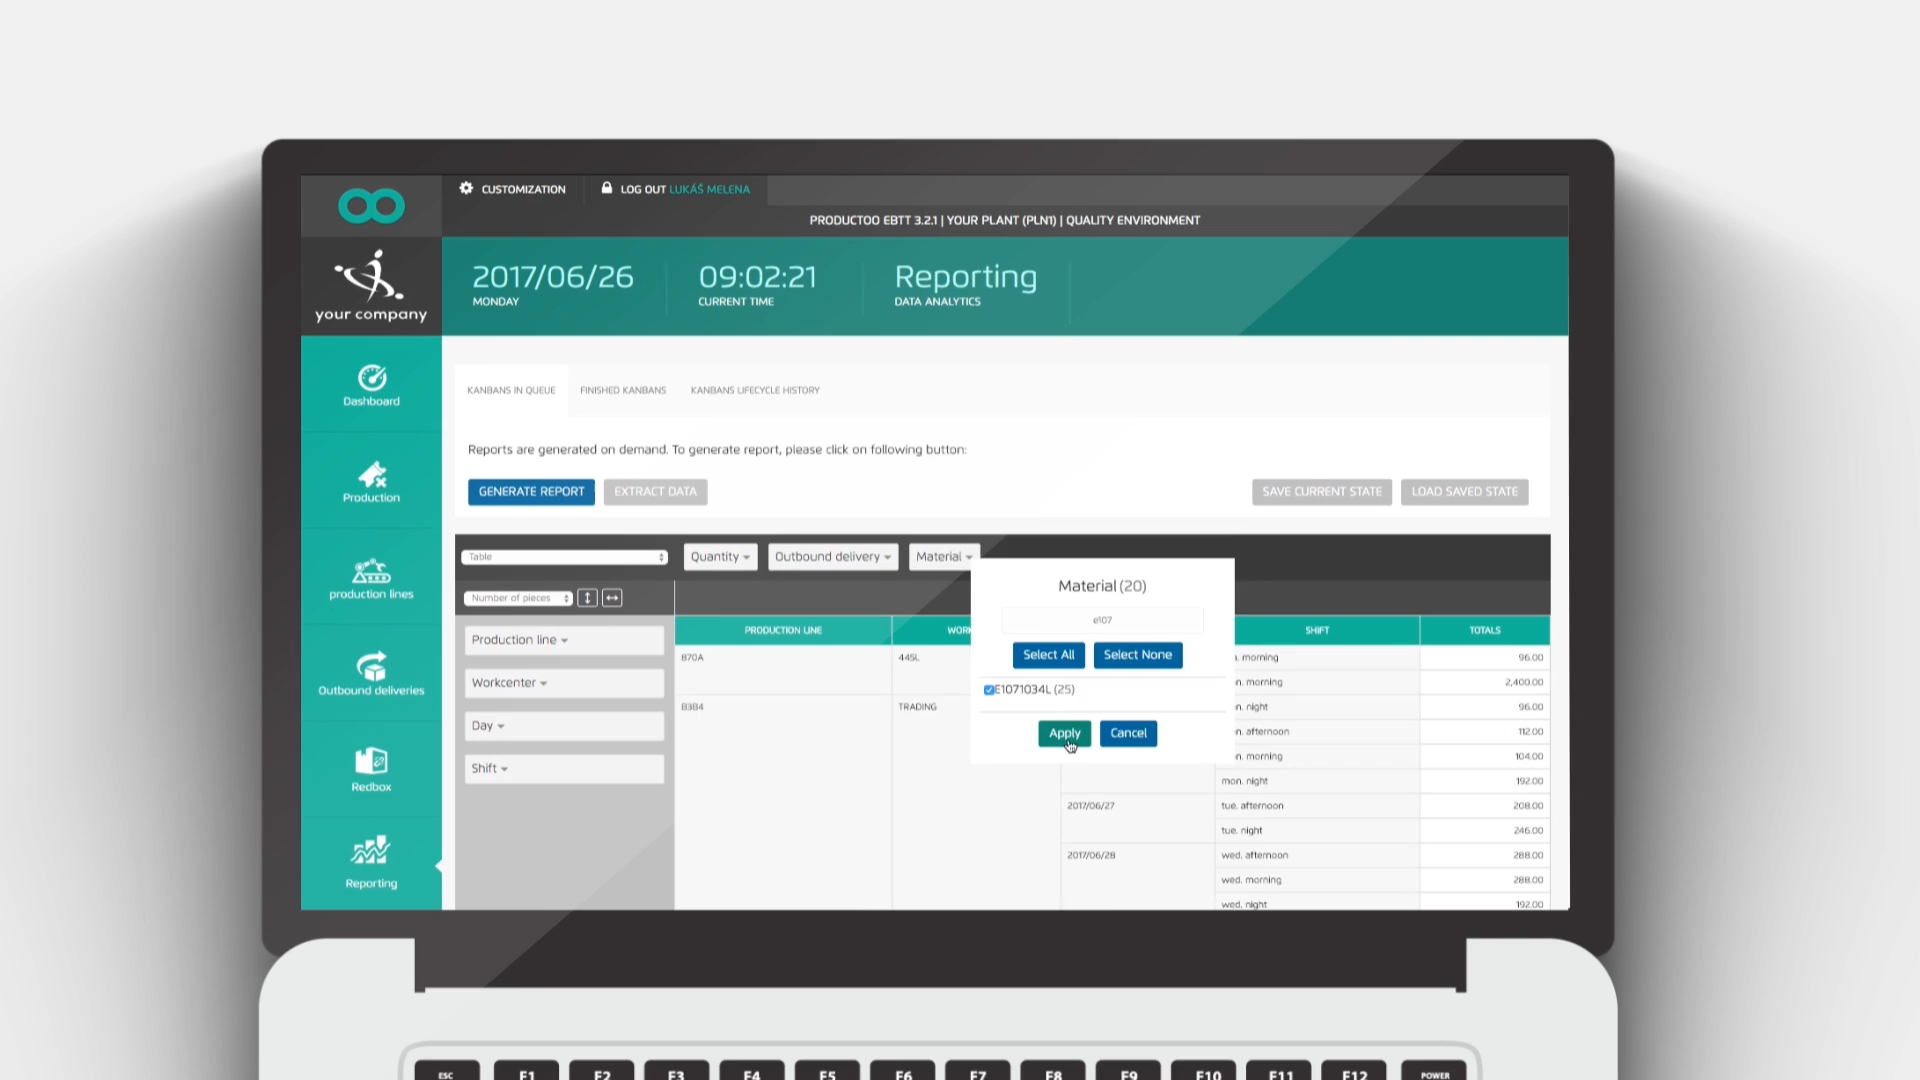 CUSTOMIZATION
LOG OUT LUKÁŠ MELENA
PRODUCTOO EBTT 3.2.1 | YOUR PLANT (PLN1) | QUALITY ENVIRONMENT
your company
2017/06/26
MONDAY
09:02:21
CURRENT TIME
Reporting
DATA ANALYTICS
Dashboard
Production
production lines
Outbound deliveries
Redbox
Reporting
KANBANS IN QUEUE
FINISHED KANBANS
KANBANS LIFECYCLE HISTORY
Reports are generated on demand. To generate report, please click on following button:
GENERATE REPORT
EXTRACT DATA
SAVE CURRENT STATE
LOAD SAVED STATE
Table
Quantity
Outbound delivery
Material
Number of pieces
Production line
Workcenter
Day
Shift
Material (20)
e107
Select All
Select None
E1071034L (25)
Apply
Cancel
PRODUCTION LINE
WORK
SHIFT
TOTALS
870A
445L
morning
96.00
n. morning
2,400.00
B3B4
TRADING
n. night
96.00
n. afternoon
112.00
n. morning
104.00
mon. night
192.00
2017/06/27
tue. afternoon
208.00
tue. night
246.00
2017/06/28
wed. afternoon
288.00
wed. morning
288.00
wed. night
192.00
ESC
F1
F2
F3
F4
F5
F6
F7
F8
F9
F10
F11
F12
POWER